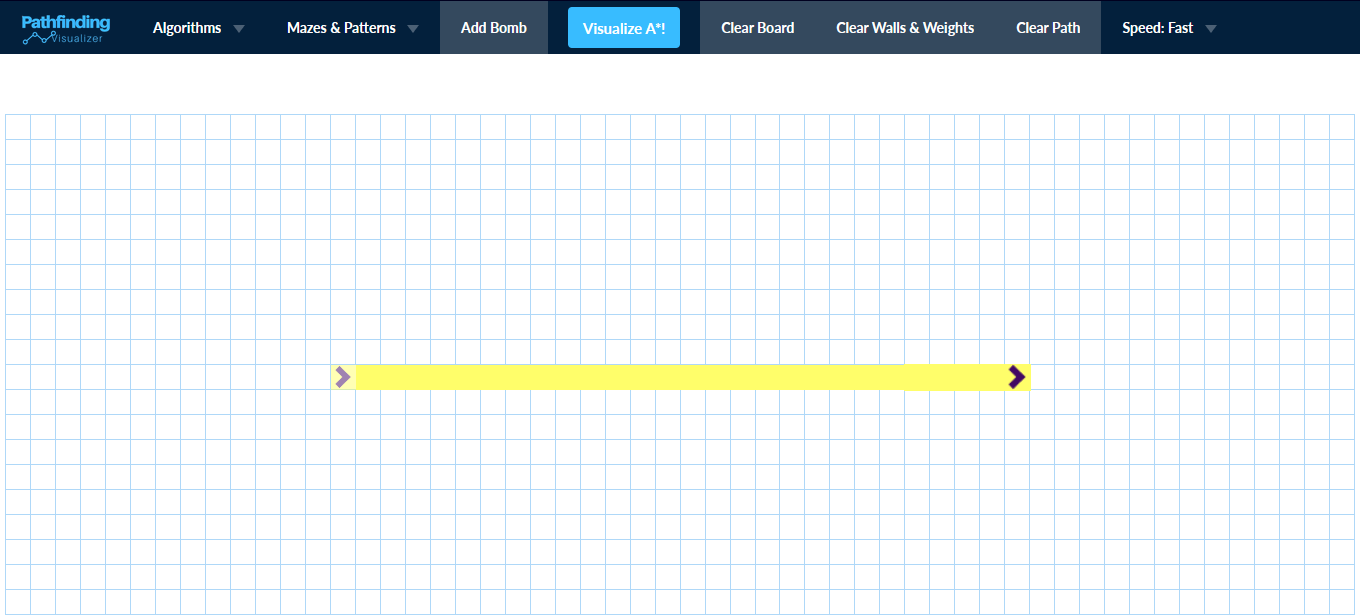 Pathfinding
Visualizer
Algorithms
Mazes & Patterns
Add Bomb
Visualize A*!
Clear Board
Clear Walls & Weights
Clear Path
Speed: Fast